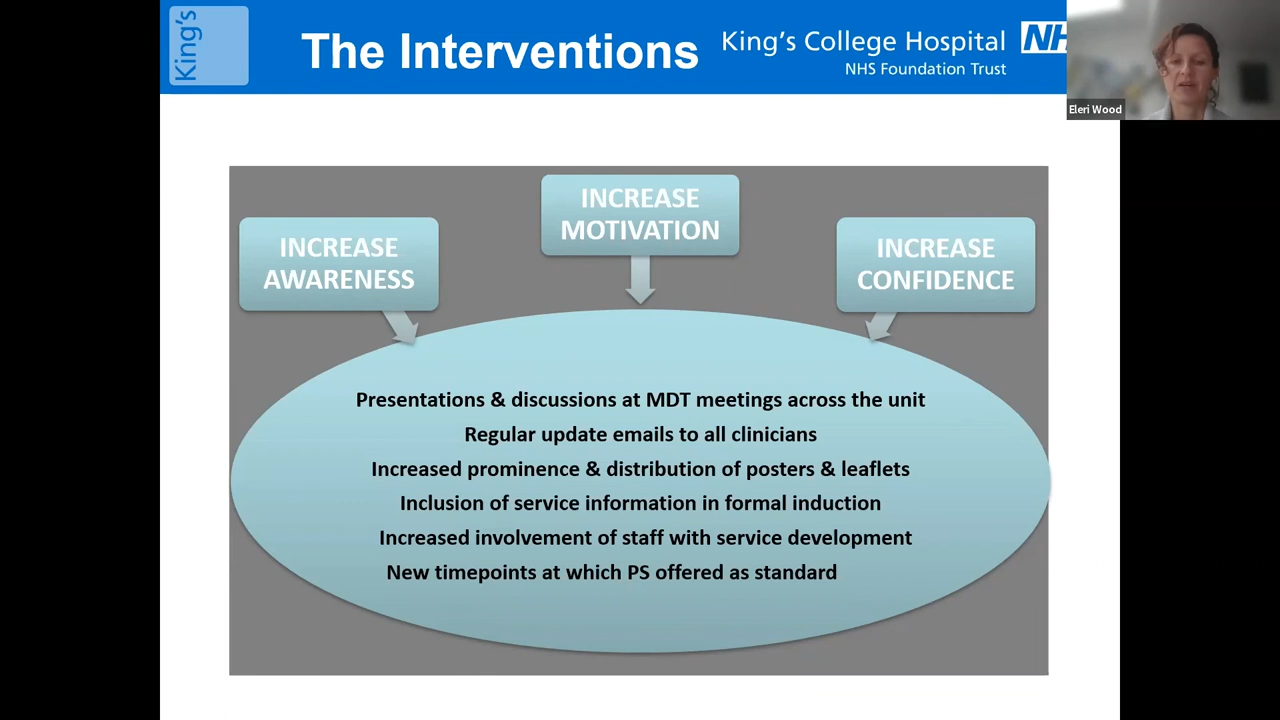 King's
The Interventions
King's College Hospital
NHS Foundation Trust
Eleri Wood
INCREASE
MOTIVATION
INCREASE
AWARENESS
INCREASE
CONFIDENCE
Presentations & discussions at MDT meetings across the unit
Regular update emails to all clinicians
Increased prominence & distribution of posters & leaflets
Inclusion of service information in formal induction
Increased involvement of staff with service development
New timepoints at which PS offered as standard